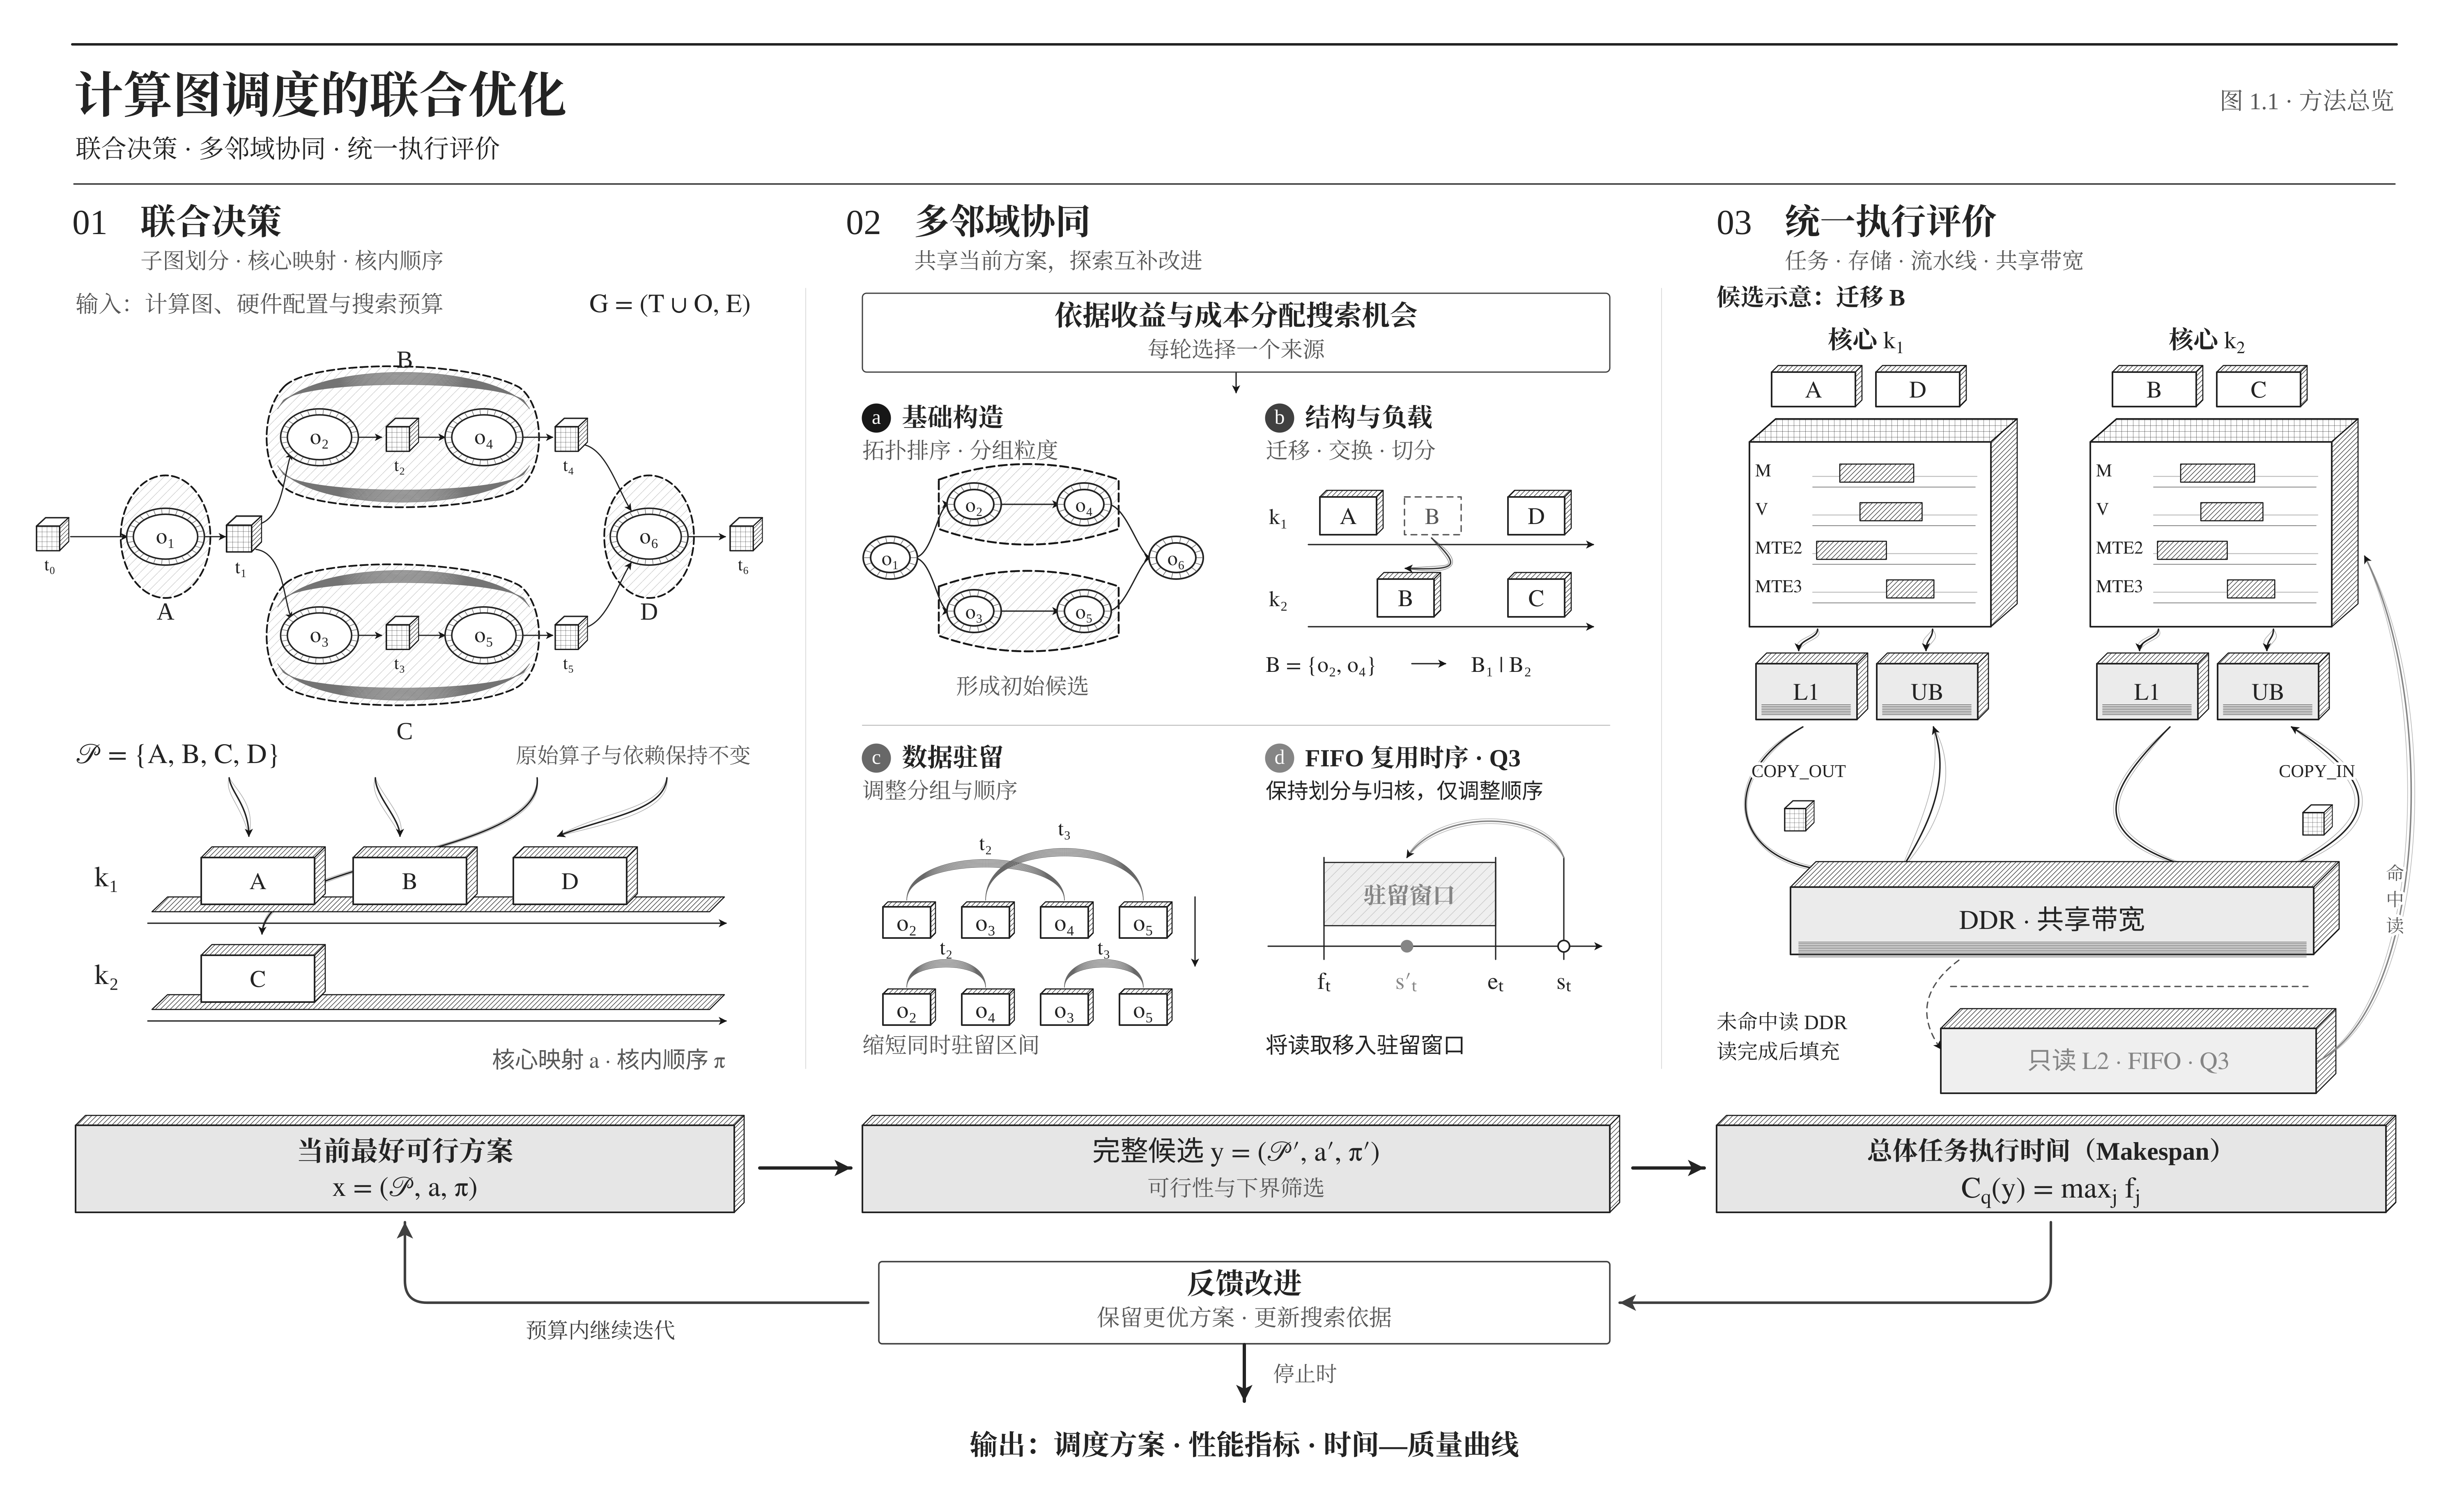 计算图调度的联合优化
图 1.1 · 方法总览
联合决策 · 多邻域协同 · 统一执行评价
01 联合决策
子图划分 · 核心映射 · 核内顺序
输入：计算图、硬件配置与搜索预算
G = (T ∪ O, E)
B
o₂
t₂
o₄
t₄
t₀
o₁
A
t₁
o₆
D
t₆
o₃
t₃
o₅
t₅
C
𝒫 = {A, B, C, D}
原始算子与依赖保持不变
k₁
A
B
D
k₂
C
核心映射 a · 核内顺序 π
02 多邻域协同
共享当前方案，探索互补改进
依据收益与成本分配搜索机会
每轮选择一个来源
a 基础构造
拓扑排序 · 分组粒度
o₂
o₄
o₁
o₆
o₃
o₅
形成初始候选
b 结构与负载
迁移 · 交换 · 切分
k₁
A
B
D
k₂
B
C
B = {o₂, o₄}
B₁ | B₂
c 数据驻留
调整分组与顺序
t₂
t₃
o₂
o₃
o₄
o₅
t₂
t₃
o₂
o₄
o₃
o₅
缩短同时驻留区间
d FIFO 复用时序 · Q3
保持划分与归核，仅调整顺序
驻留窗口
fₜ
s′ₜ
eₜ
sₜ
将读取移入驻留窗口
03 统一执行评价
任务 · 存储 · 流水线 · 共享带宽
候选示意：迁移 B
核心 k₁
核心 k₂
A
D
B
C
M
V
MTE2
MTE3
M
V
MTE2
MTE3
L1
UB
L1
UB
COPY_OUT
COPY_IN
DDR · 共享带宽
命中读
未命中读 DDR
读完成后填充
只读 L2 · FIFO · Q3
当前最好可行方案
x = (𝒫, a, π)
完整候选 y = (𝒫′, a′, π′)
可行性与下界筛选
总体任务执行时间（Makespan）
C_q(y) = maxⱼ fⱼ
反馈改进
保留更优方案 · 更新搜索依据
预算内继续迭代
停止时
输出：调度方案 · 性能指标 · 时间—质量曲线